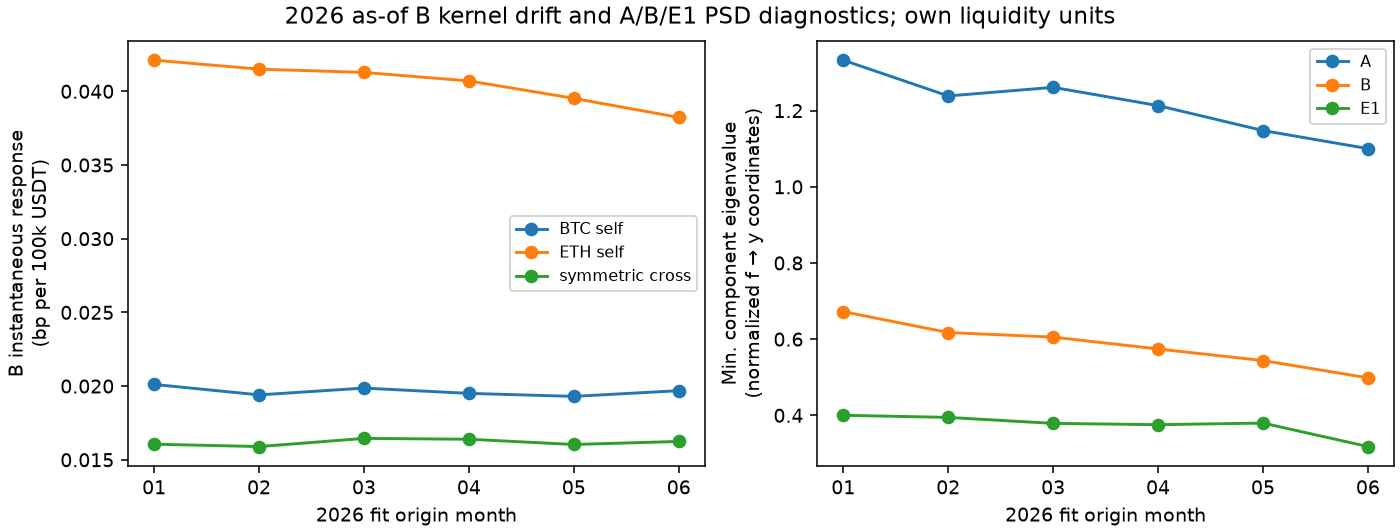 2026 as-of B kernel drift and A/B/E1 PSD diagnostics; own liquidity units
B instantaneous response
(bp per 100k USDT)
0.040
0.035
0.030
0.025
0.020
0.015
BTC self
ETH self
symmetric cross
01 02 03 04 05 06
2026 fit origin month
Min. component eigenvalue
(normalized f → y coordinates)
1.2
1.0
0.8
0.6
0.4
A
B
E1
01 02 03 04 05 06
2026 fit origin month